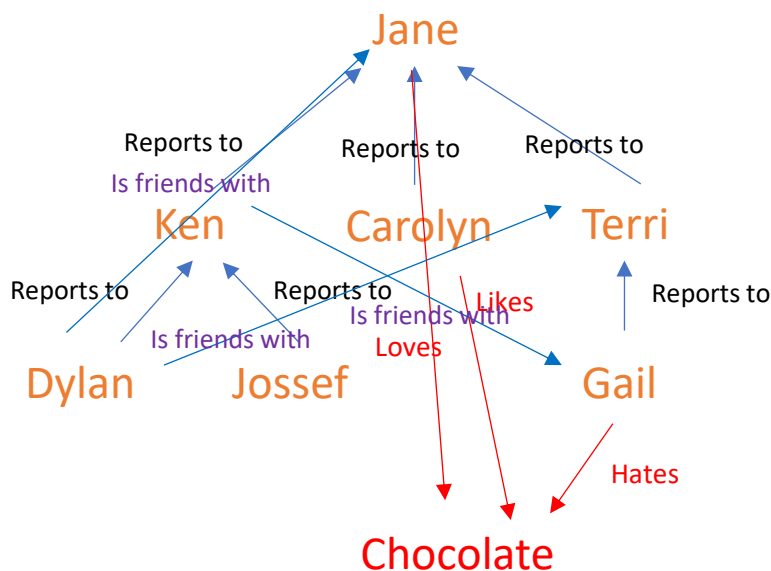 Jane
Reports to
Reports to
Reports to
Is friends with
Ken
Carolyn
Terri
Reports to
Reports to
Reports to
Likes
Is friends with
Is friends with
Loves
Dylan
Jossef
Gail
Hates
Chocolate